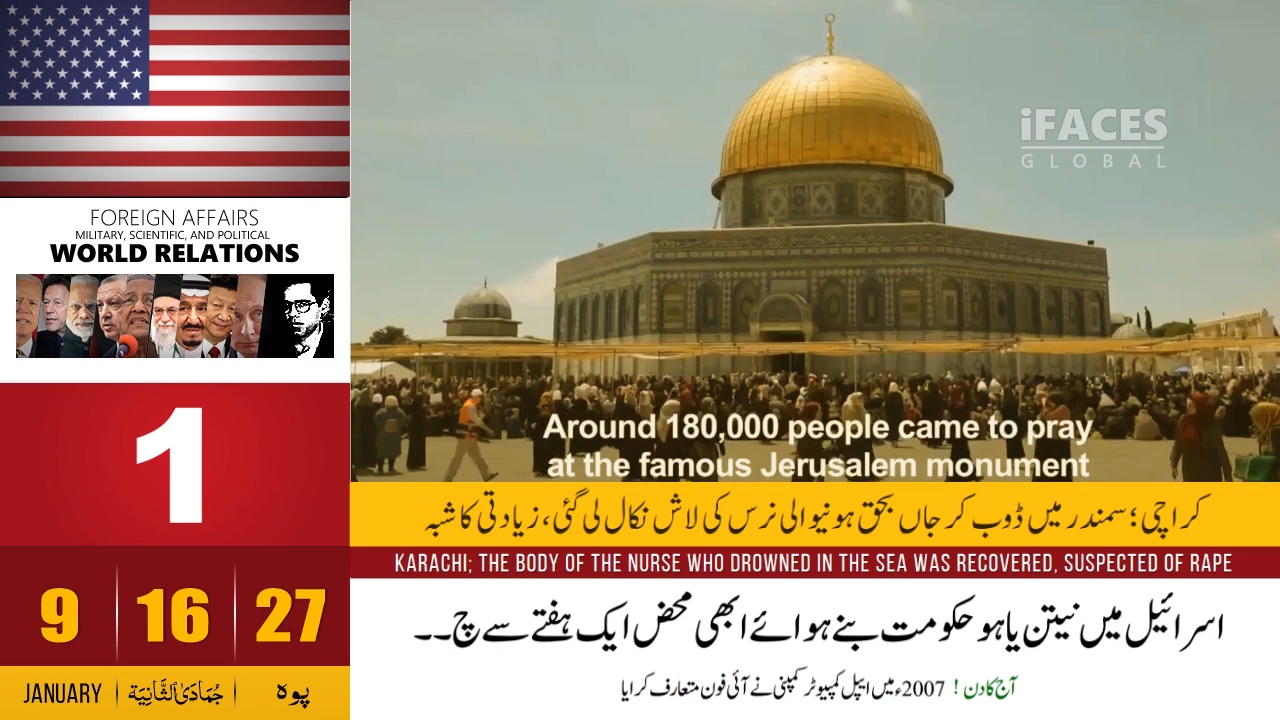 FOREIGN AFFAIRS
MILITARY, SCIENTIFIC, AND POLITICAL
WORLD RELATIONS
1
9
16
27
JANUARY
جُمَادَىٰ ٱلثَّانِيَة
پوہ
iFACES
GLOBAL
Around 180,000 people came to pray
at the famous Jerusalem monument
کراچی؛ سمندر میں ڈوب کر جاں بحق ہونیوالی نرس کی لاش نکال لی گئی، زیادتی کا شبہ
KARACHI; THE BODY OF THE NURSE WHO DROWNED IN THE SEA WAS RECOVERED, SUSPECTED OF RAPE
اسرائیل میں نیتن یاہو حکومت بنے ہوائے ابھی محض ایک ہفتے سے چ۔۔
آج کا دن ! 2007ء میں ایپل کمپیوٹر کمپنی نے آئی فون متعارف کرایا